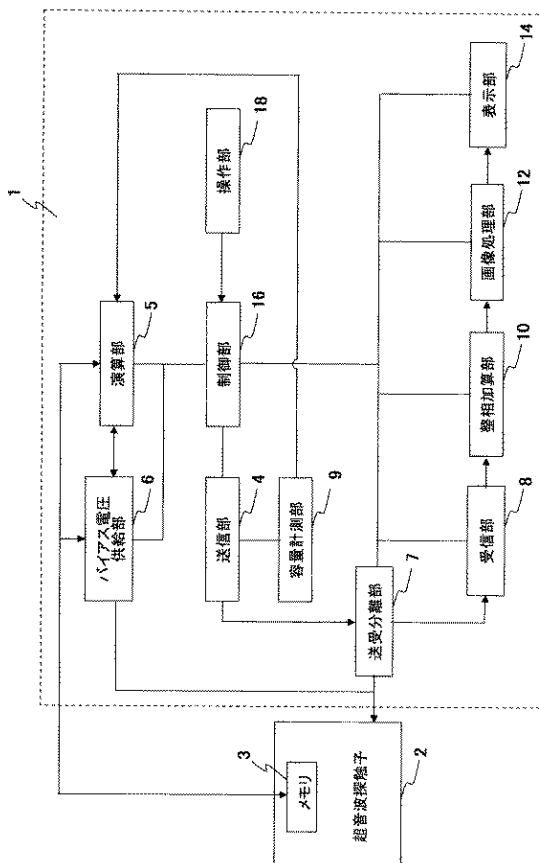 1
演算部
5
バイアス電圧
供給部
6
操作部
18
制御部
16
送信部
4
容量計測部
9
送受分離部
7
受信部
8
整相加算部
10
画像処理部
12
表示部
14
メモリ
3
超音波探触子
2